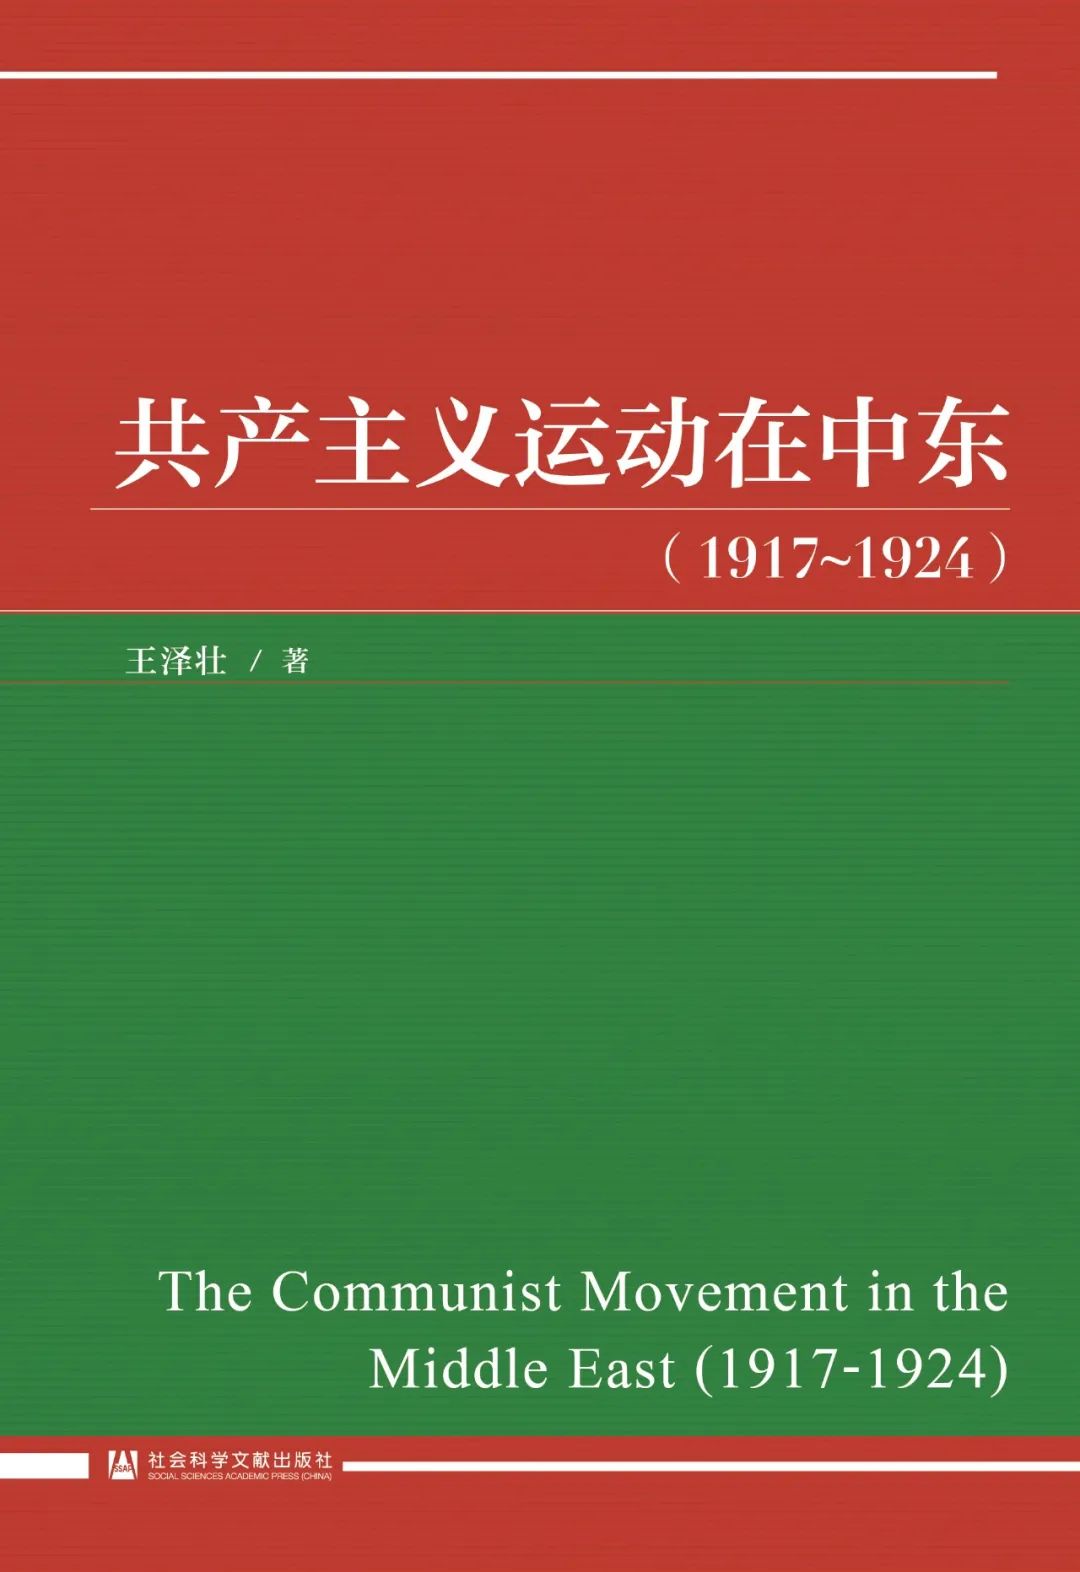 共产主义运动在中东
（1917~1924）
王泽壮 / 著
The Communist Movement in the
Middle East (1917-1924)
SSAP
社会科学文献出版社
SOCIAL SCIENCES ACADEMIC PRESS (CHINA)